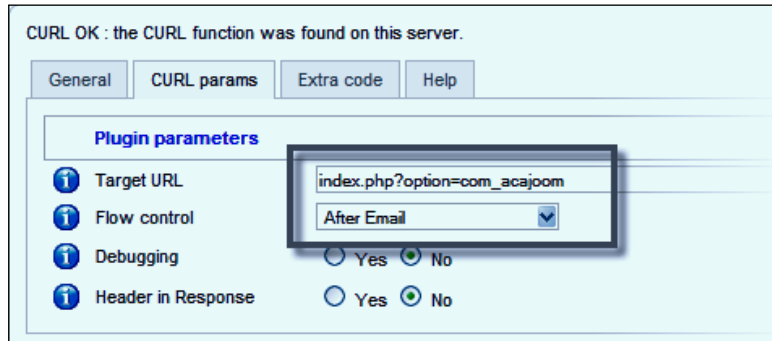 CURL OK : the CURL function was found on this server.
General CURL params Extra code Help
Plugin parameters
Target URL index.php?option=com_acajoom
Flow control After Email
Debugging Yes No
Header in Response Yes No